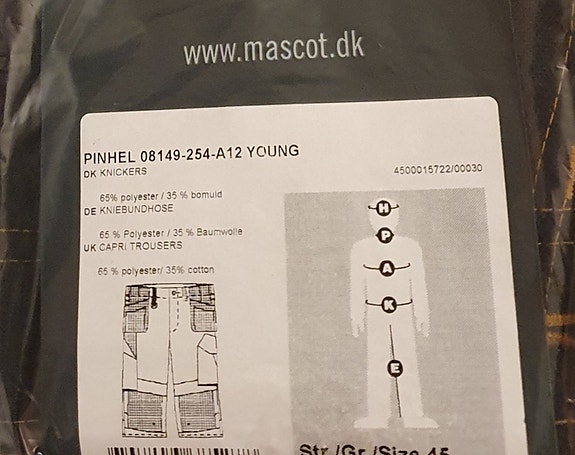 www.mascot.dk
PINHEL 08149-254-A12 YOUNG
DK KNICKERS
4500015722/00030
65% polyester / 35 % bomuld
DE KNIEBUNDHOSE
65 % Polyester / 35 % Baumwolle
UK CAPRI TROUSERS
65 % polyester/ 35% cotton
H
P
A
K
E
Str./Gr./Size 45